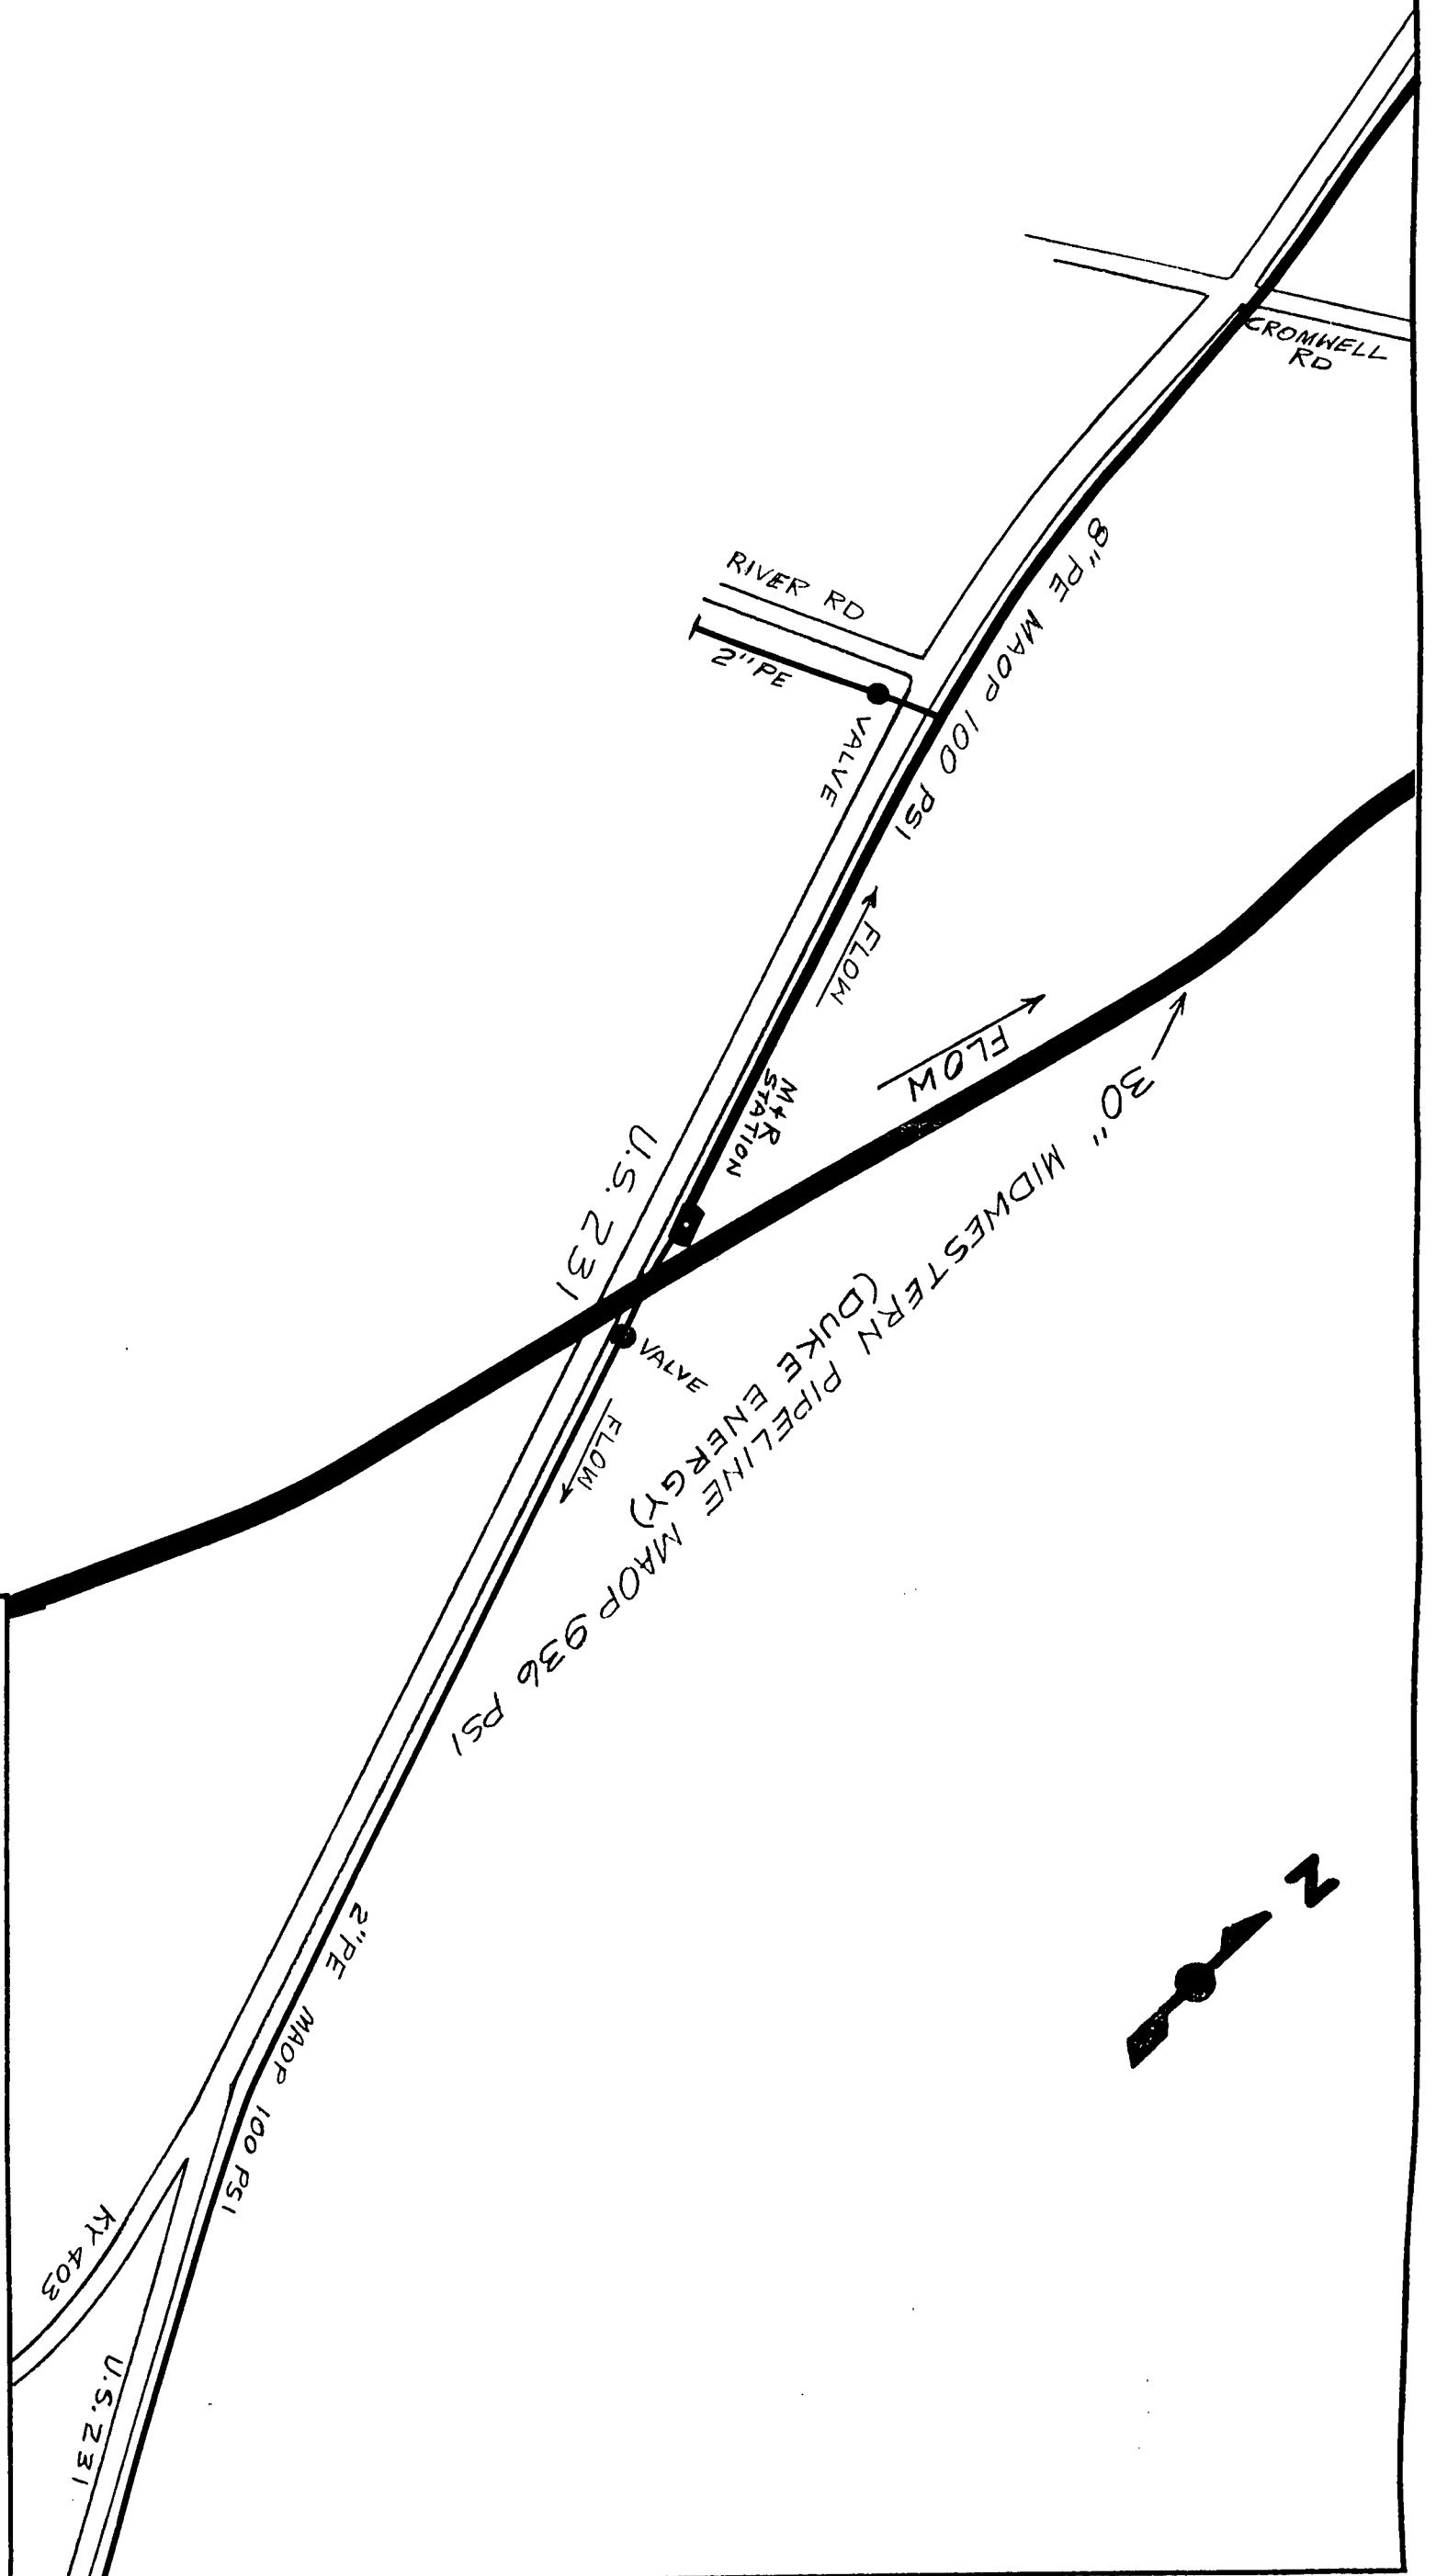 CROMWELL
RD
8" PE MAOP 100 PSI
RIVER RD
2" PE
VALVE
FLOW
FLOW
M+R
STATION
U.S. 231
30" MIDWESTERN PIPELINE MAOP 936 PSI
(DUKE ENERGY)
VALVE
FLOW
N
2" PE MAOP 100 PSI
KY 403
U.S. 231